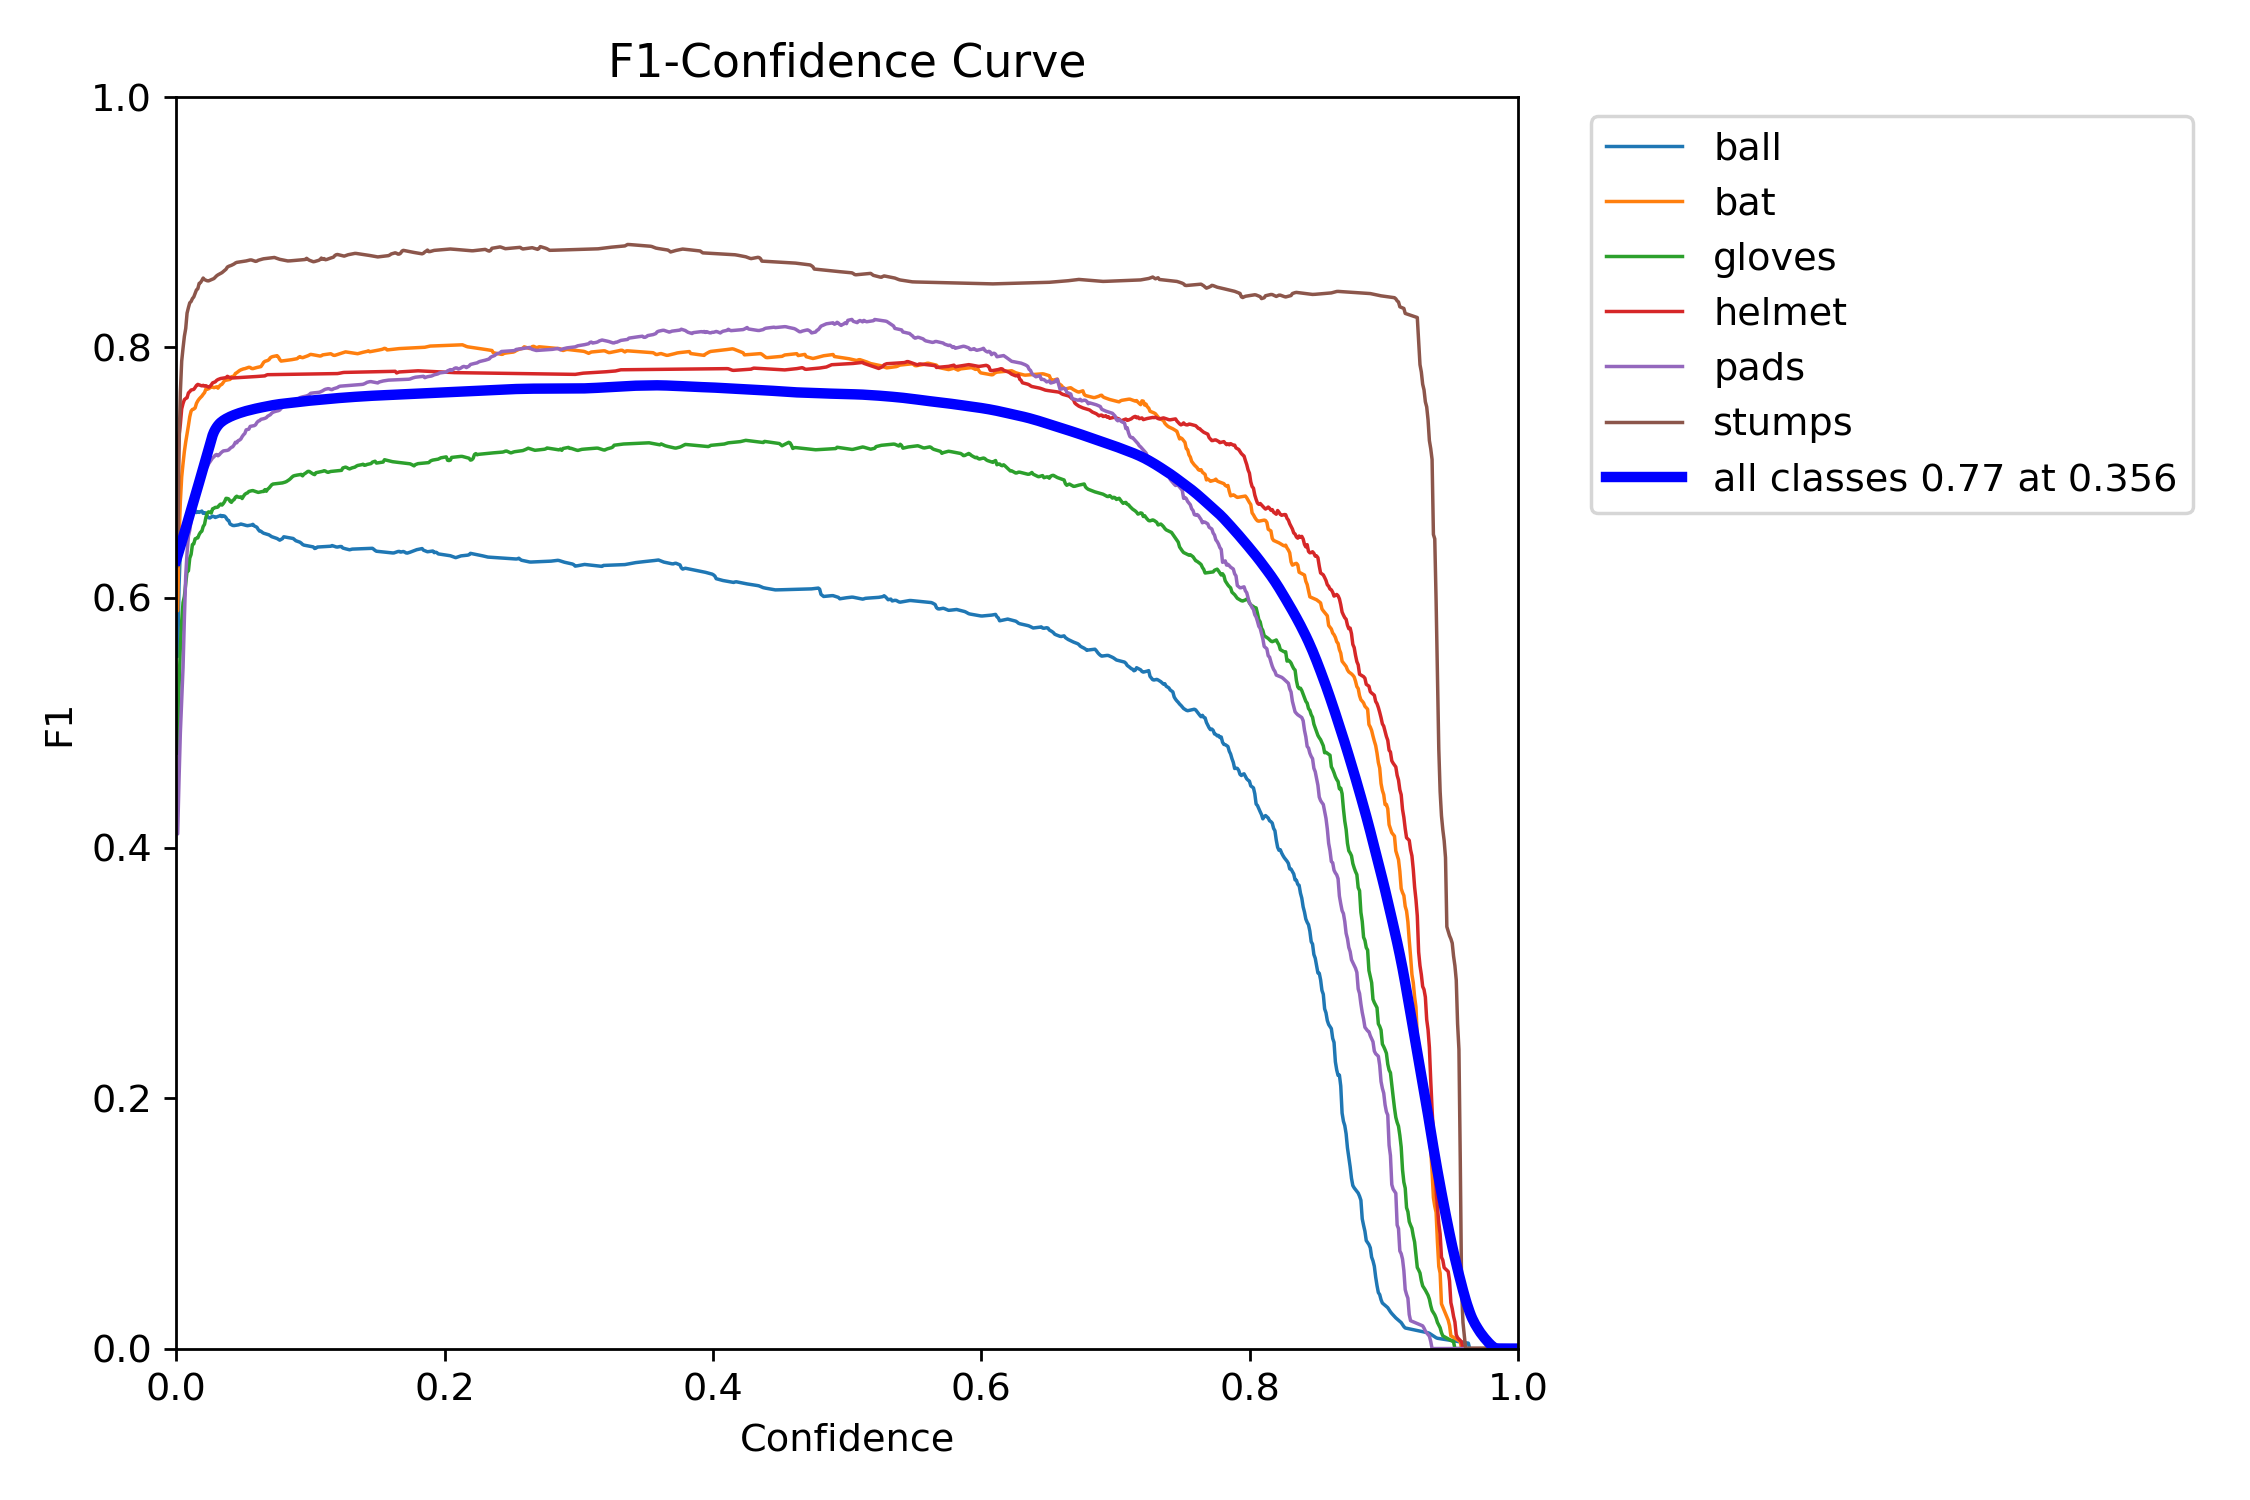 F1-Confidence Curve
1.0
0.8
0.6
0.4
0.2
0.0
F1
0.0 0.2 0.4 0.6 0.8 1.0
Confidence
ball
bat
gloves
helmet
pads
stumps
all classes 0.77 at 0.356